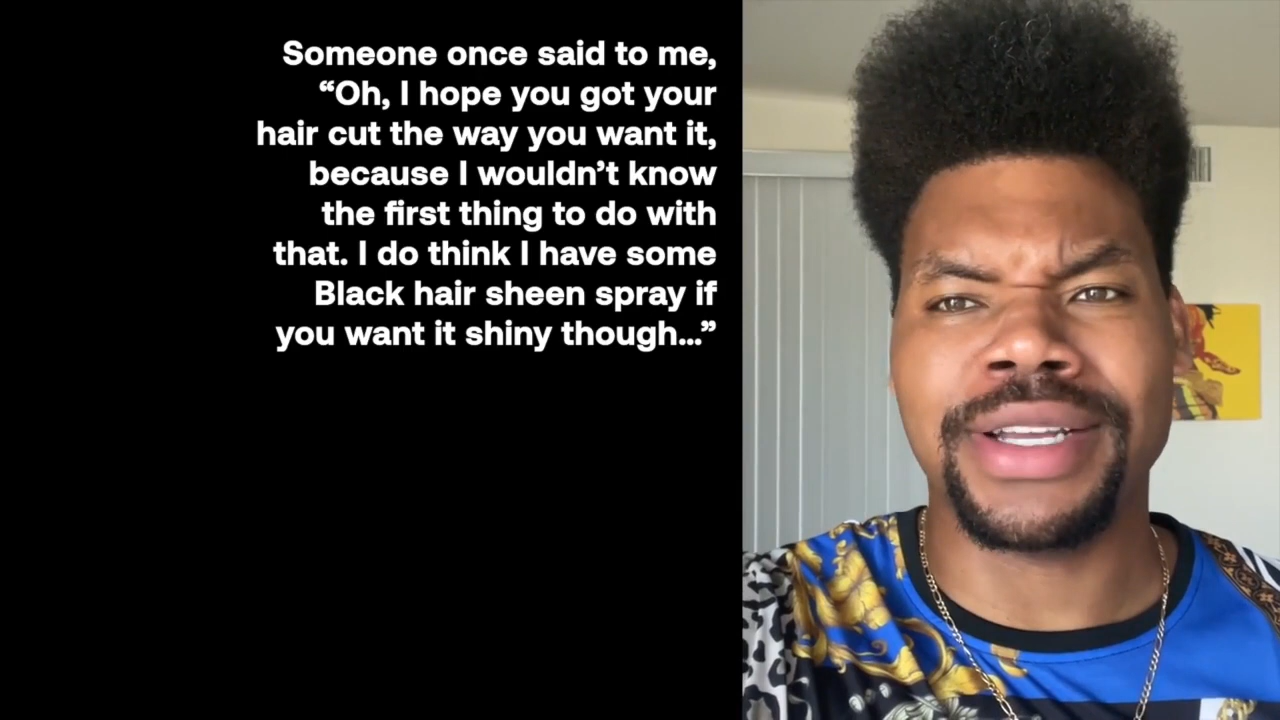 Someone once said to me,
“Oh, I hope you got your
hair cut the way you want it,
because I wouldn’t know
the first thing to do with
that. I do think I have some
Black hair sheen spray if
you want it shiny though...”